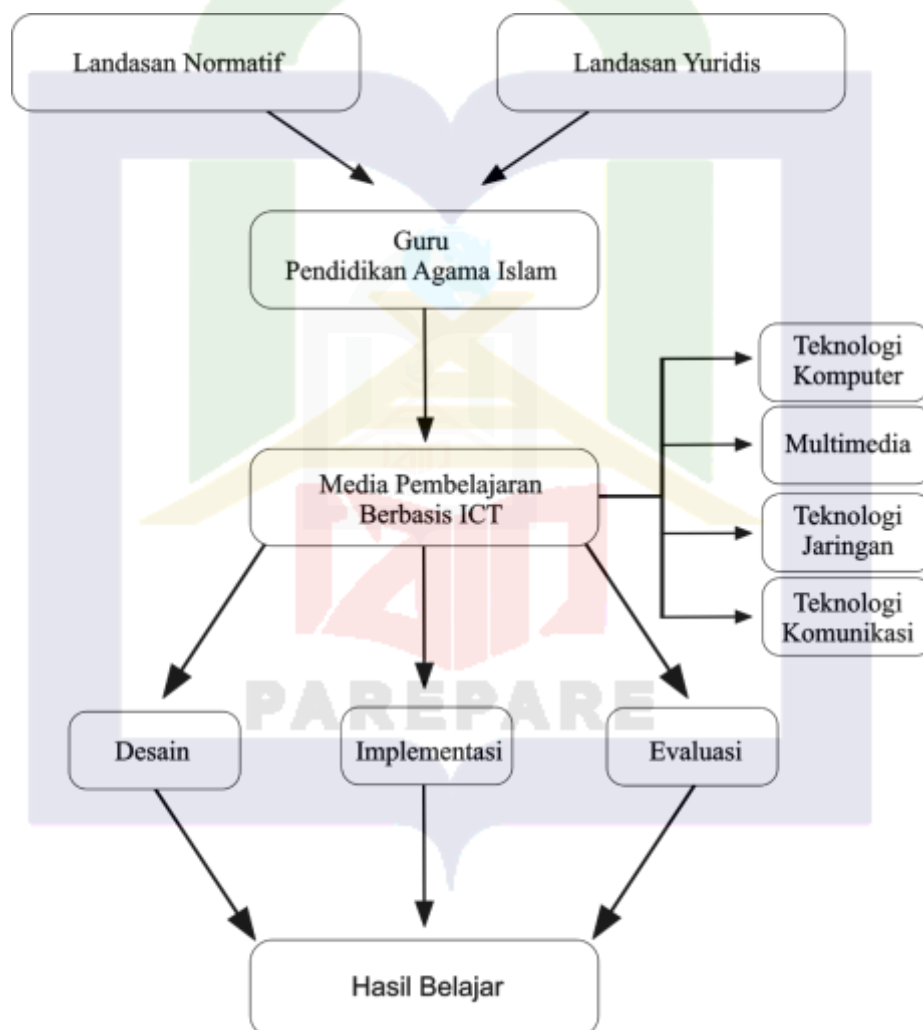 Landasan Normatif
Landasan Yuridis
Guru
Pendidikan Agama Islam
Teknologi
Komputer
Multimedia
Media Pembelajaran
Berbasis ICT
Teknologi
Jaringan
Teknologi
Komunikasi
PAREPARE
Desain
Implementasi
Evaluasi
Hasil Belajar